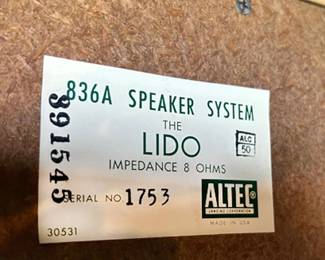 836A SPEAKER SYSTEM
THE
LIDO
ALC
50
IMPEDANCE 8 OHMS
SERIAL NO. 1753
ALTEC
LANSING CORPORATION
MADE IN U.S.A.
30531
891545